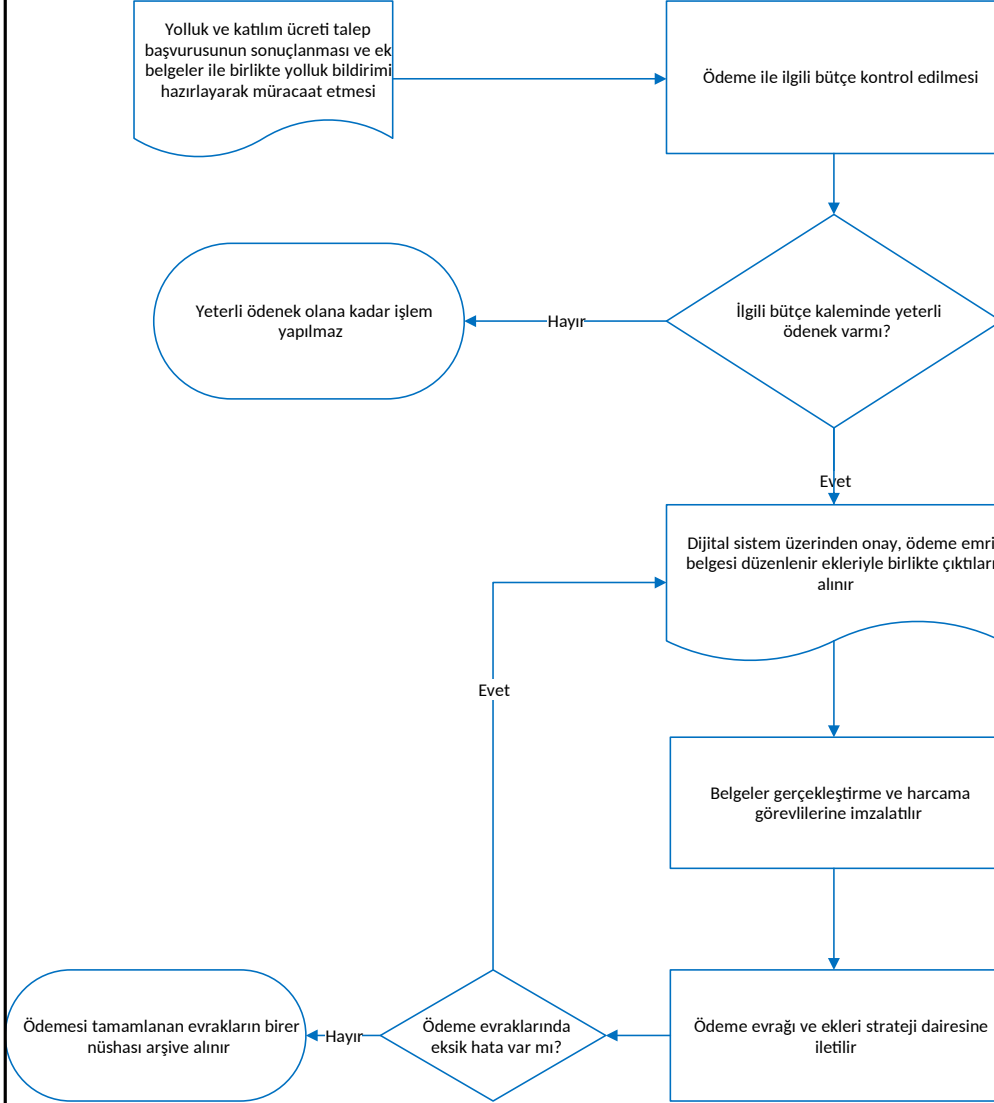 Yolluk ve katılım ücreti talep
başvurusunun sonuçlanması ve ek
belgeler ile birlikte yolluk bildirimi
hazırlayarak müracaat etmesi
Ödeme ile ilgili bütçe kontrol edilmesi
Yeterli ödenek olana kadar işlem
yapılmaz
Hayır
İlgili bütçe kaleminde yeterli
ödenek varmı?
Evet
Dijital sistem üzerinden onay, ödeme emri
belgesi düzenlenir ekleriyle birlikte çıktıları
alınır
Evet
Belgeler gerçekleştirme ve harcama
görevlilerine imzalatılır
Ödemesi tamamlanan evrakların birer
nüshası arşive alınır
Hayır
Ödeme evraklarında
eksik hata var mı?
Ödeme evrağı ve ekleri strateji dairesine
iletilir